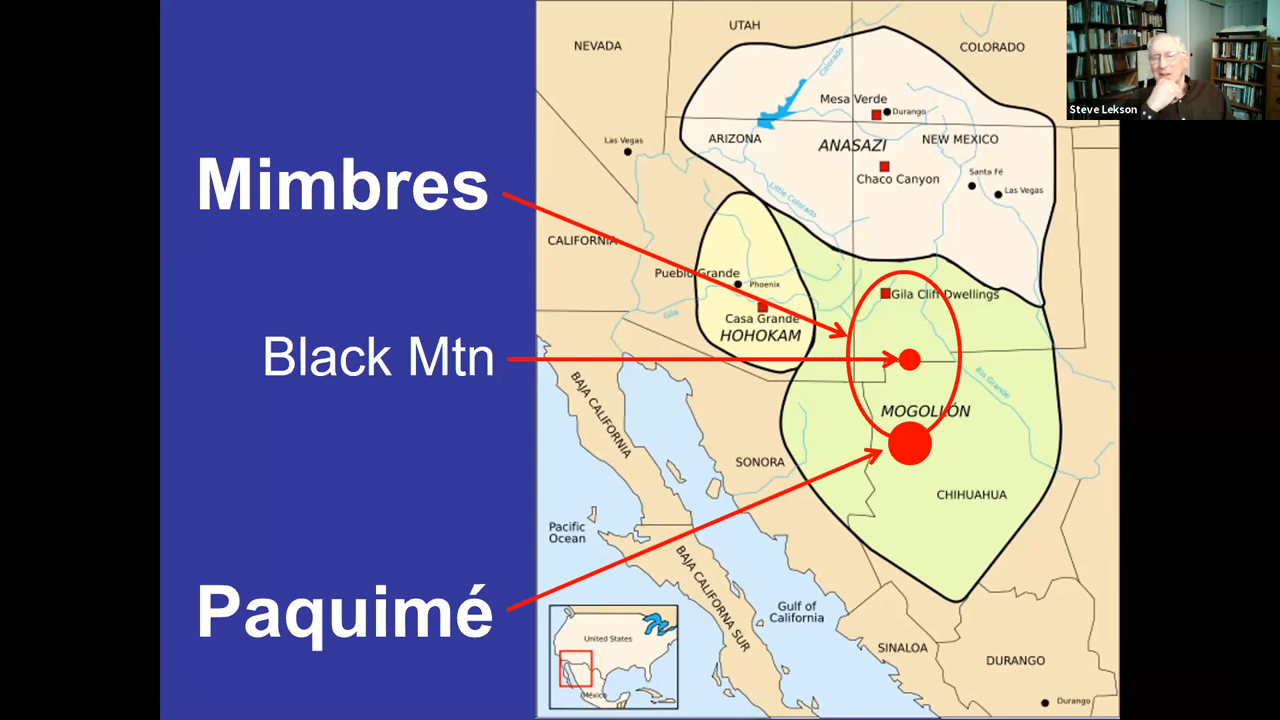 Mimbres
Black Mtn
Paquimé
UTAH
NEVADA
COLORADO
Colorado
Mesa Verde
Durango
Las Vegas
ARIZONA
ANASAZI
NEW MEXICO
Chaco Canyon
Santa Fé
Las Vegas
Little Colorado
CALIFORNIA
Pueblo Grande
Phoenix
Gila Cliff Dwellings
Gila
Casa Grande
HOHOKAM
Rio Grande
BAJA CALIFORNIA
MOGOLLÓN
SONORA
CHIHUAHUA
Pacific
Ocean
BAJA CALIFORNIA SUR
Gulf of
California
United States
México
SINALOA
DURANGO
Durango
Steve Lekson